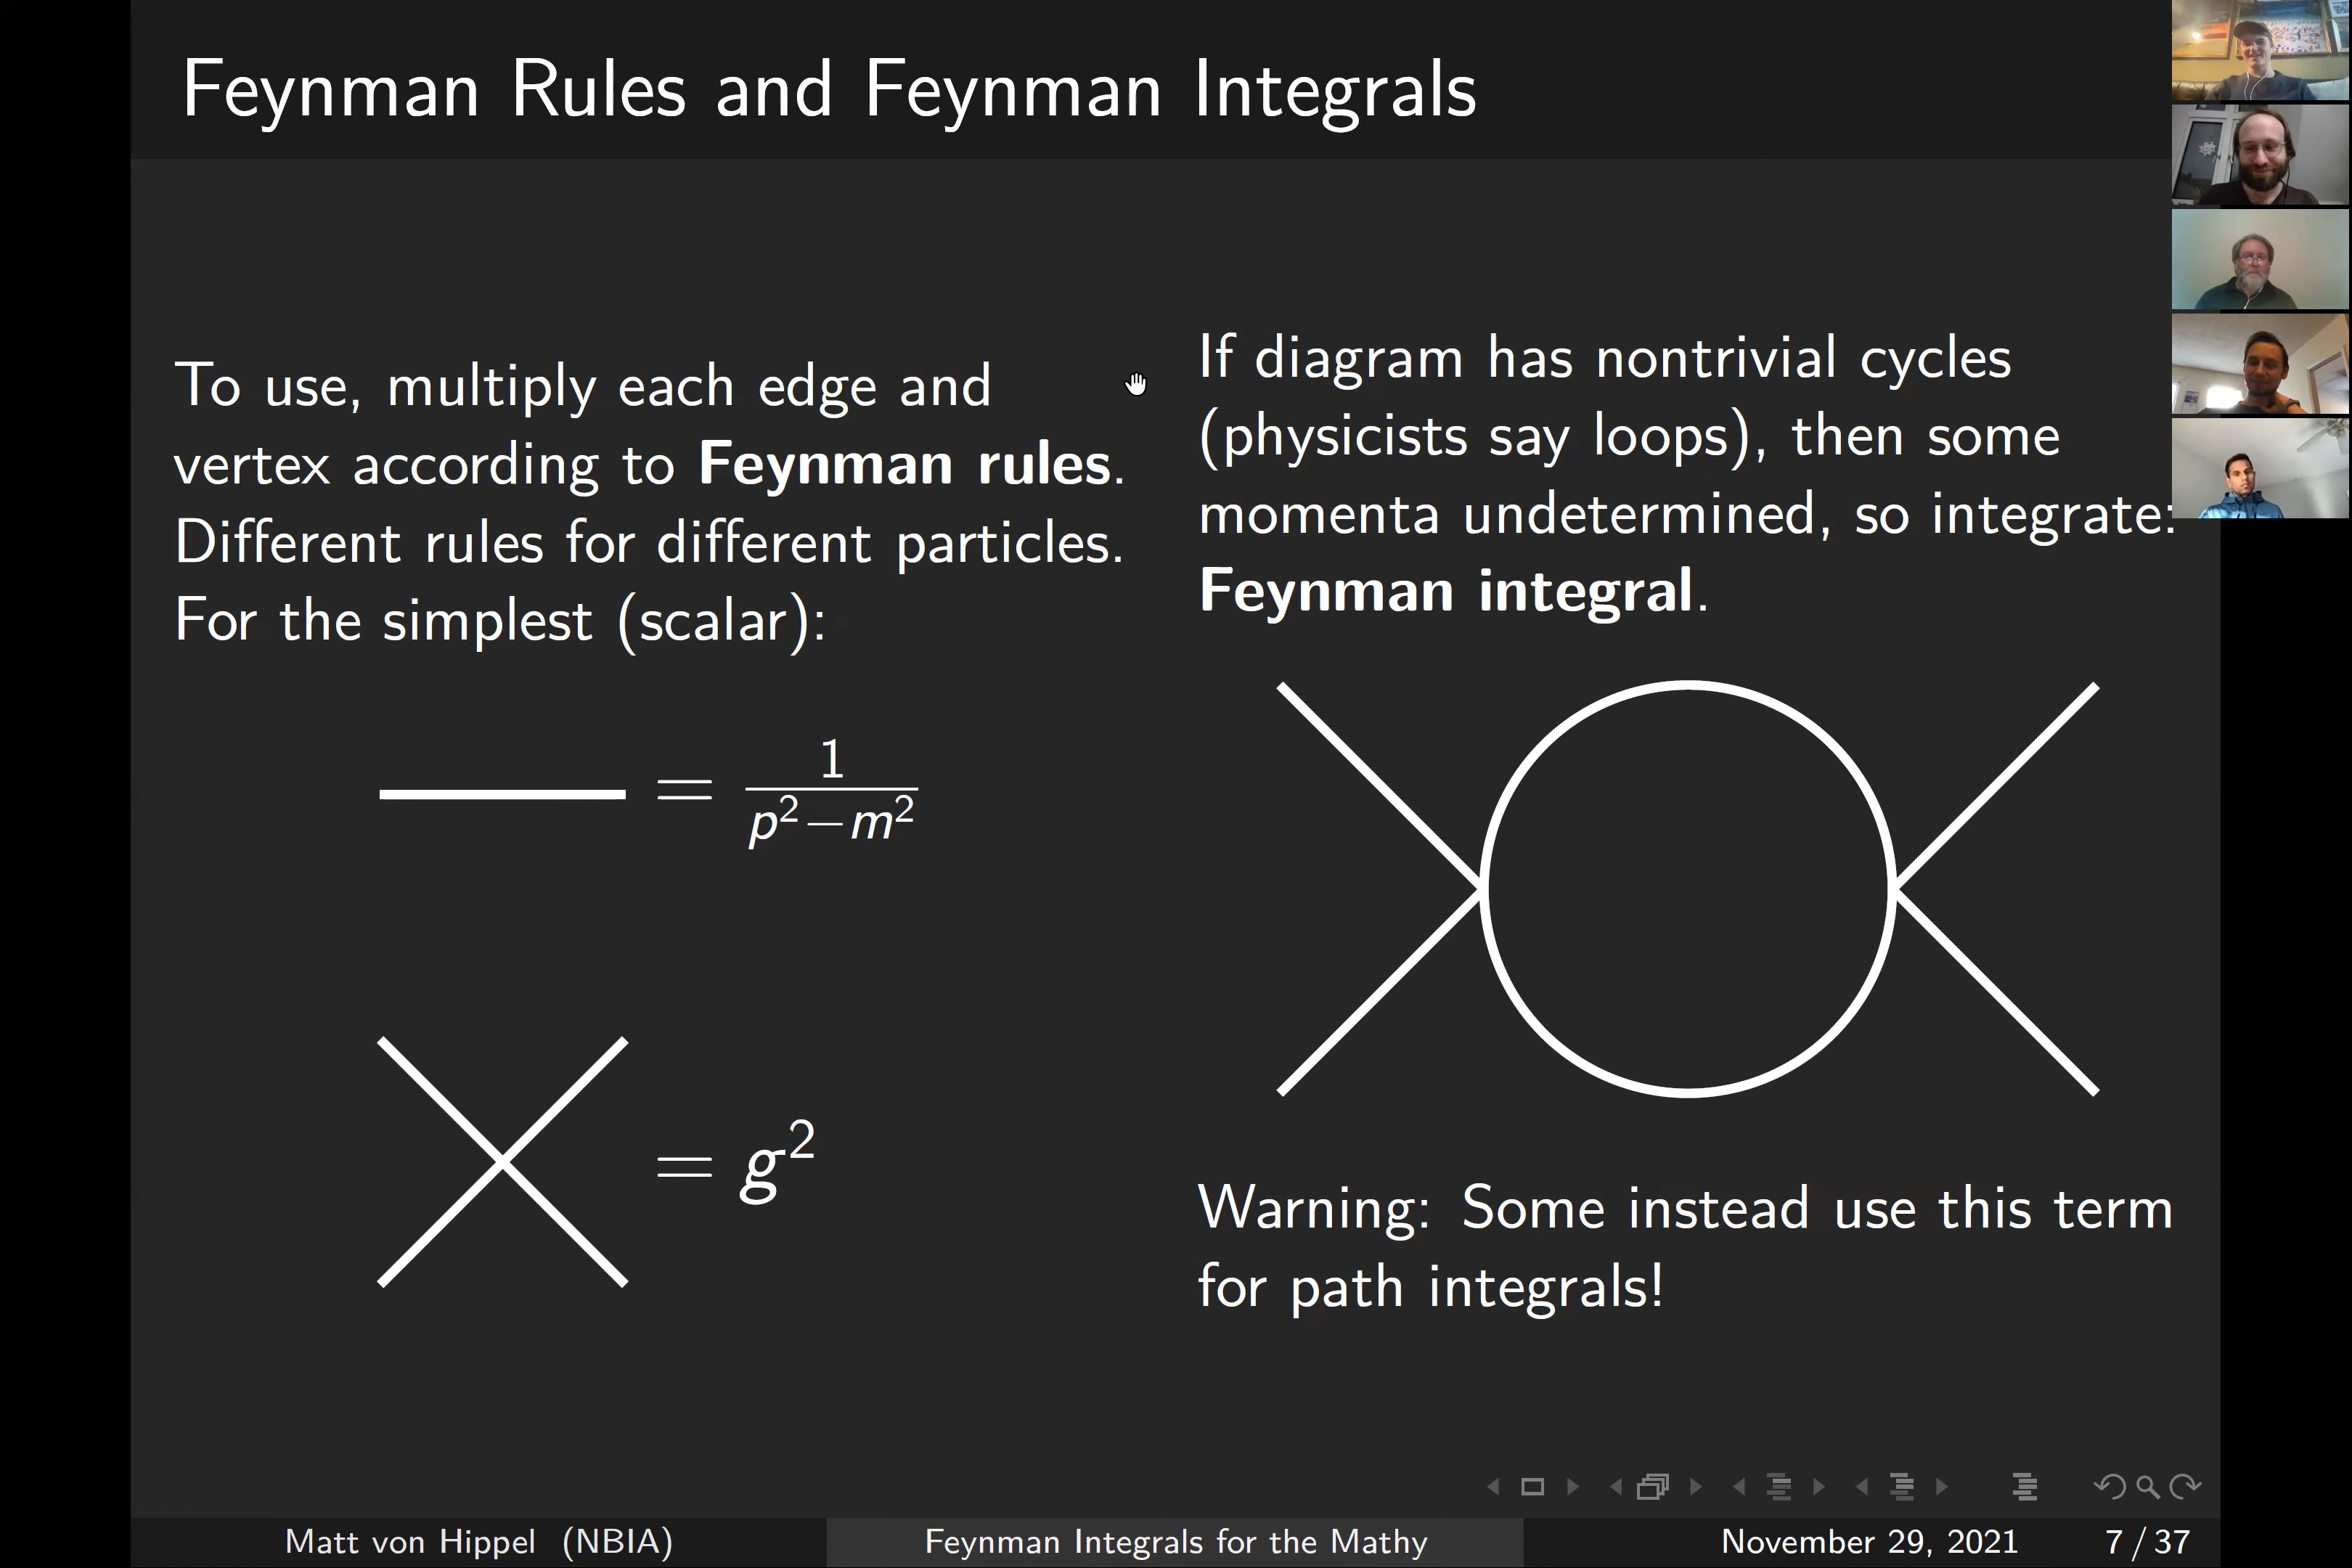 Feynman Rules and Feynman Integrals
To use, multiply each edge and
vertex according to Feynman rules.
Different rules for different particles.
For the simplest (scalar):
= 1/(p²−m²)
= g²
If diagram has nontrivial cycles
(physicists say loops), then some
momenta undetermined, so integrate:
Feynman integral.
Warning: Some instead use this term
for path integrals!
Matt von Hippel (NBIA)
Feynman Integrals for the Mathy
November 29, 2021
7 / 37